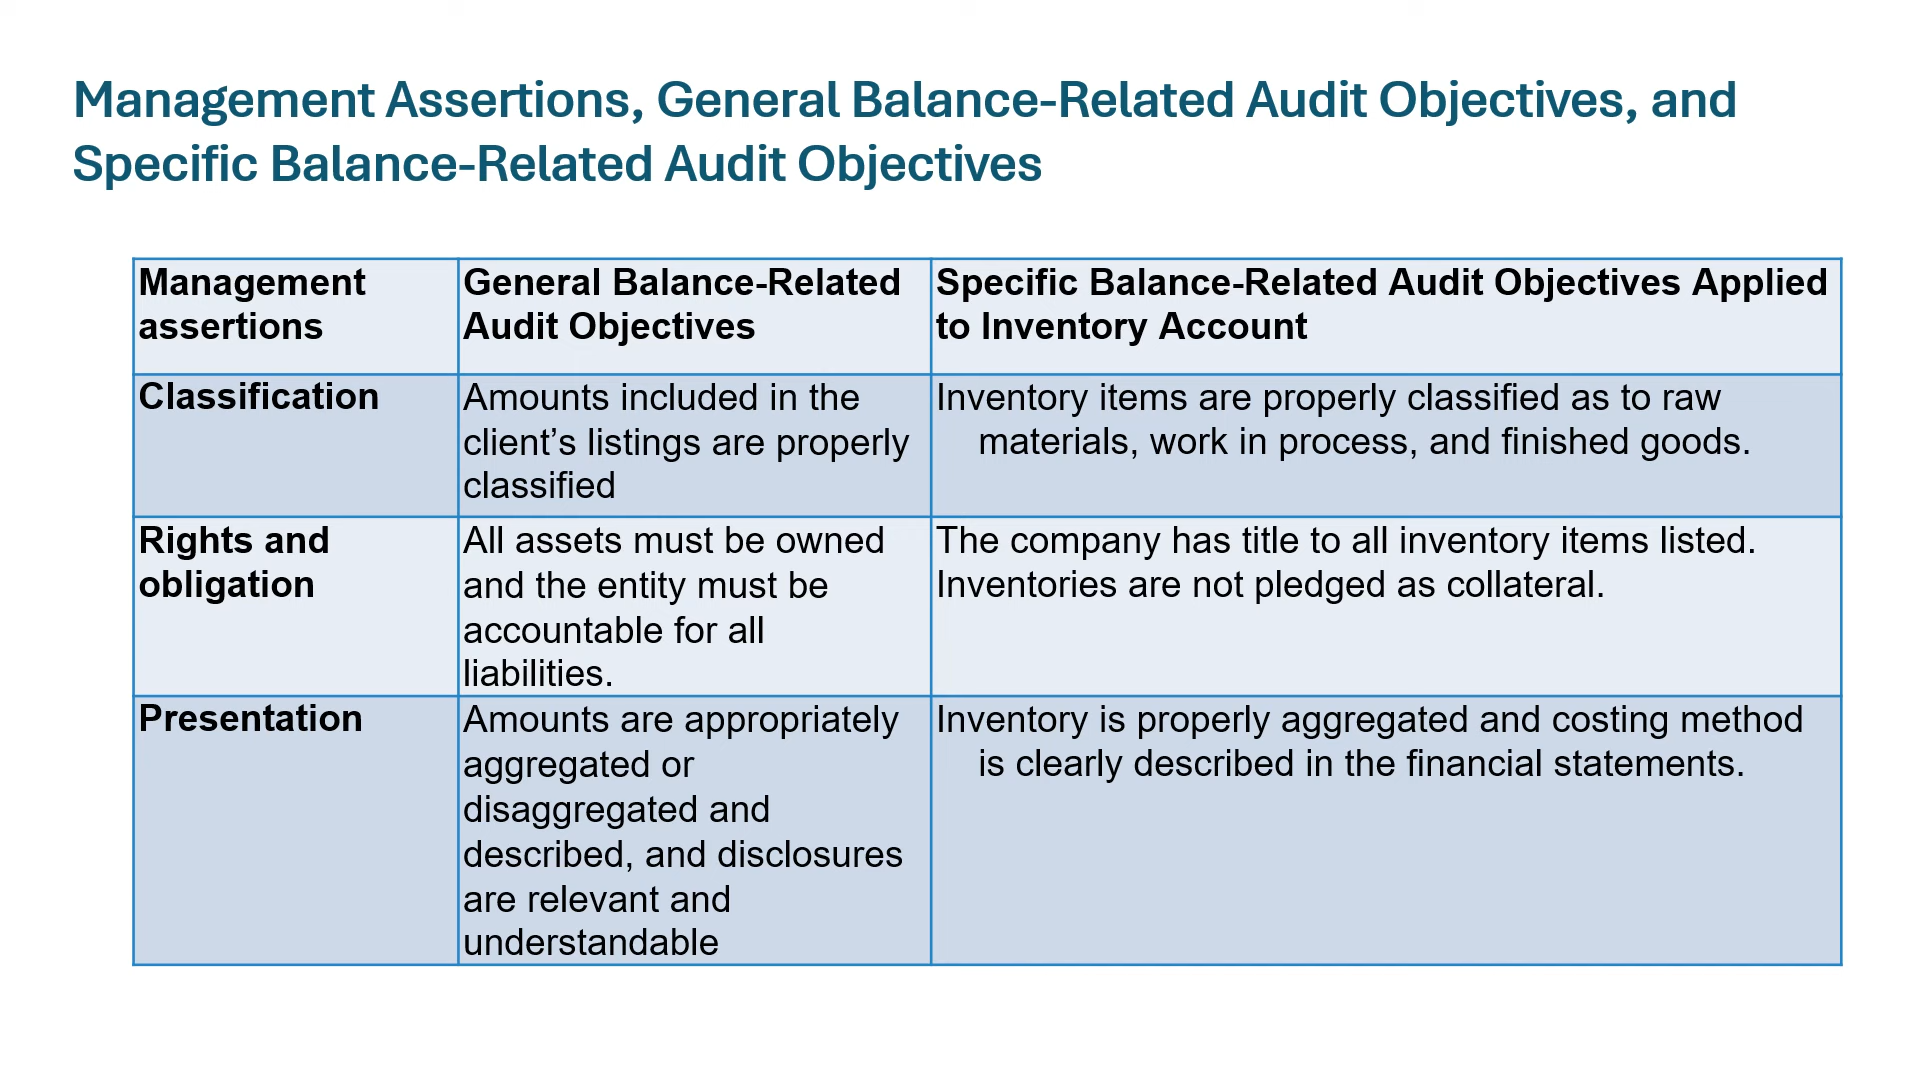 Management Assertions, General Balance-Related Audit Objectives, and
Specific Balance-Related Audit Objectives
Management
assertions
General Balance-Related
Audit Objectives
Specific Balance-Related Audit Objectives Applied
to Inventory Account
Classification
Amounts included in the
client’s listings are properly
classified
Inventory items are properly classified as to raw
materials, work in process, and finished goods.
Rights and
obligation
All assets must be owned
and the entity must be
accountable for all
liabilities.
The company has title to all inventory items listed.
Inventories are not pledged as collateral.
Presentation
Amounts are appropriately
aggregated or
disaggregated and
described, and disclosures
are relevant and
understandable
Inventory is properly aggregated and costing method
is clearly described in the financial statements.